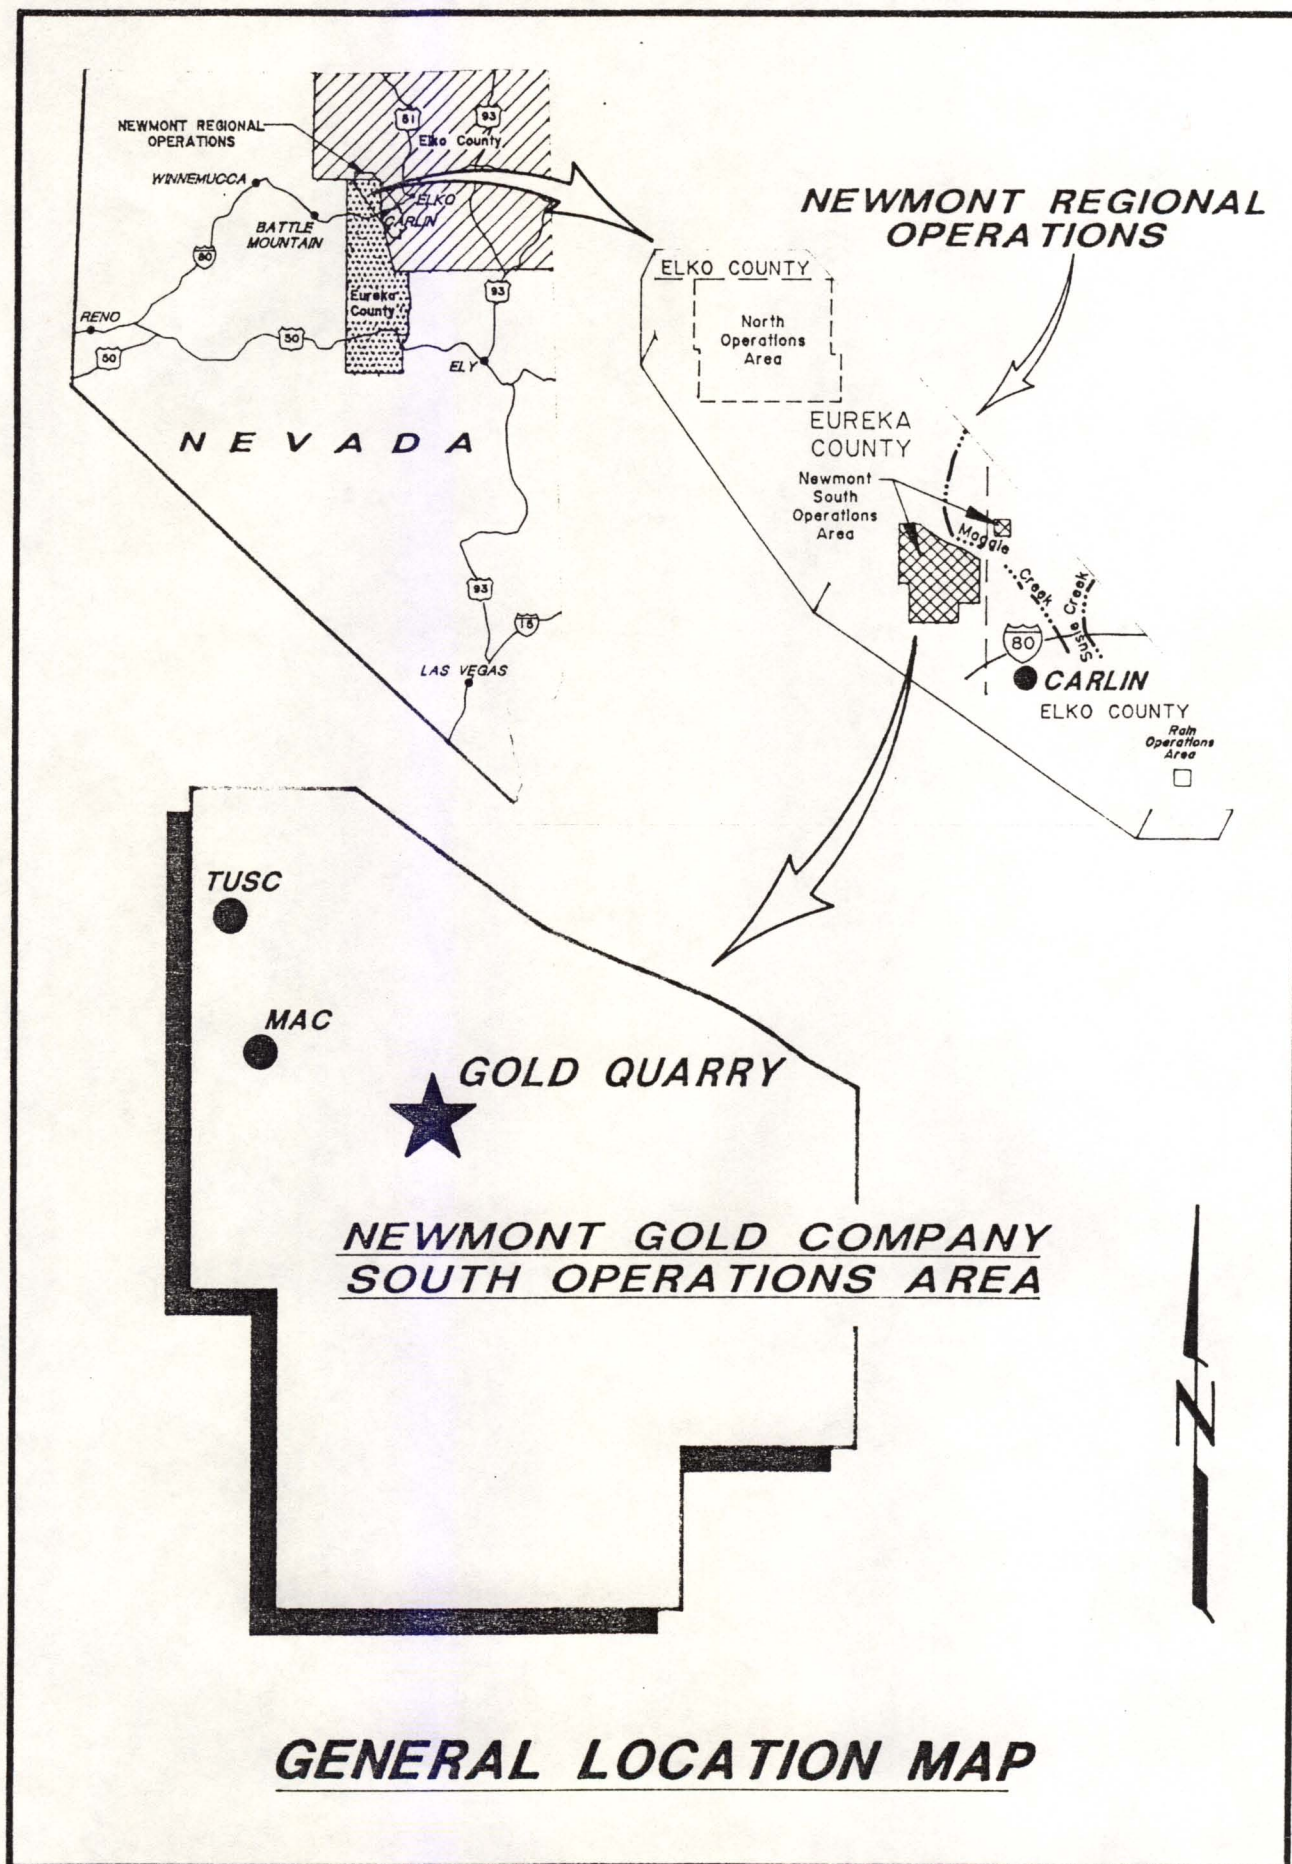 51
93
Elko County
NEWMONT REGIONAL
OPERATIONS
WINNEMUCCA
ELKO
CARLIN
BATTLE
MOUNTAIN
80
93
Eureka
County
RENO
50
50
ELY
NEVADA
93
15
LAS VEGAS
NEWMONT REGIONAL
OPERATIONS
ELKO COUNTY
North
Operations
Area
EUREKA
COUNTY
Newmont
South
Operations
Area
Maggie
Creek
Susie Creek
80
CARLIN
ELKO COUNTY
Rain
Operations
Area
TUSC
MAC
GOLD QUARRY
NEWMONT GOLD COMPANY
SOUTH OPERATIONS AREA
N
GENERAL LOCATION MAP